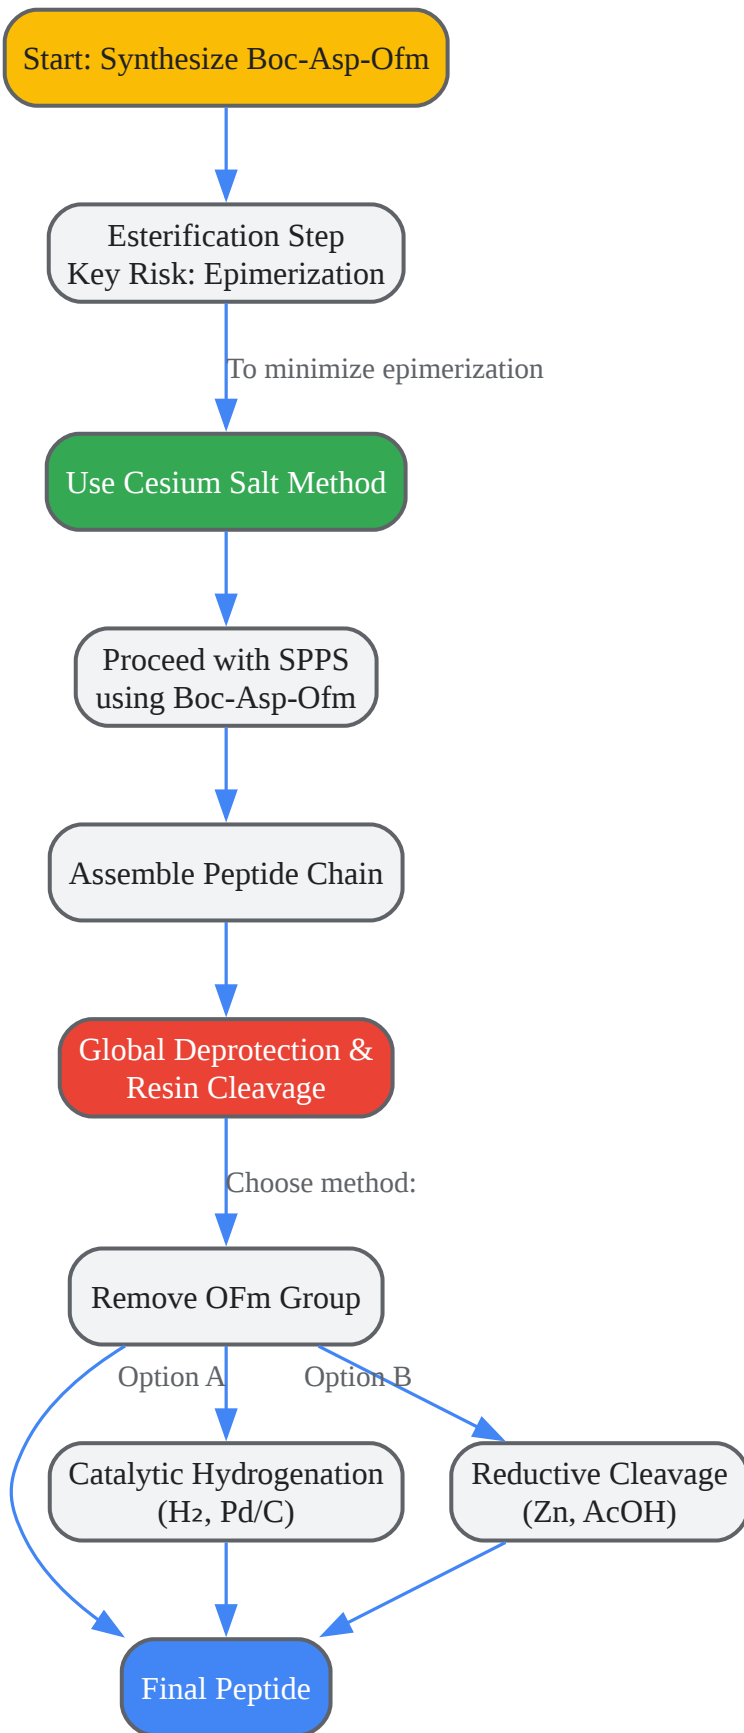 Start: Synthesize Boc-Asp-Ofm
Esterification Step
Key Risk: Epimerization
To minimize epimerization
Use Cesium Salt Method
Proceed with SPPS
using Boc-Asp-Ofm
Assemble Peptide Chain
Global Deprotection &
Resin Cleavage
Choose method:
Remove OFm Group
Option A
Option B
Catalytic Hydrogenation
(H₂, Pd/C)
Reductive Cleavage
(Zn, AcOH)
Final Peptide